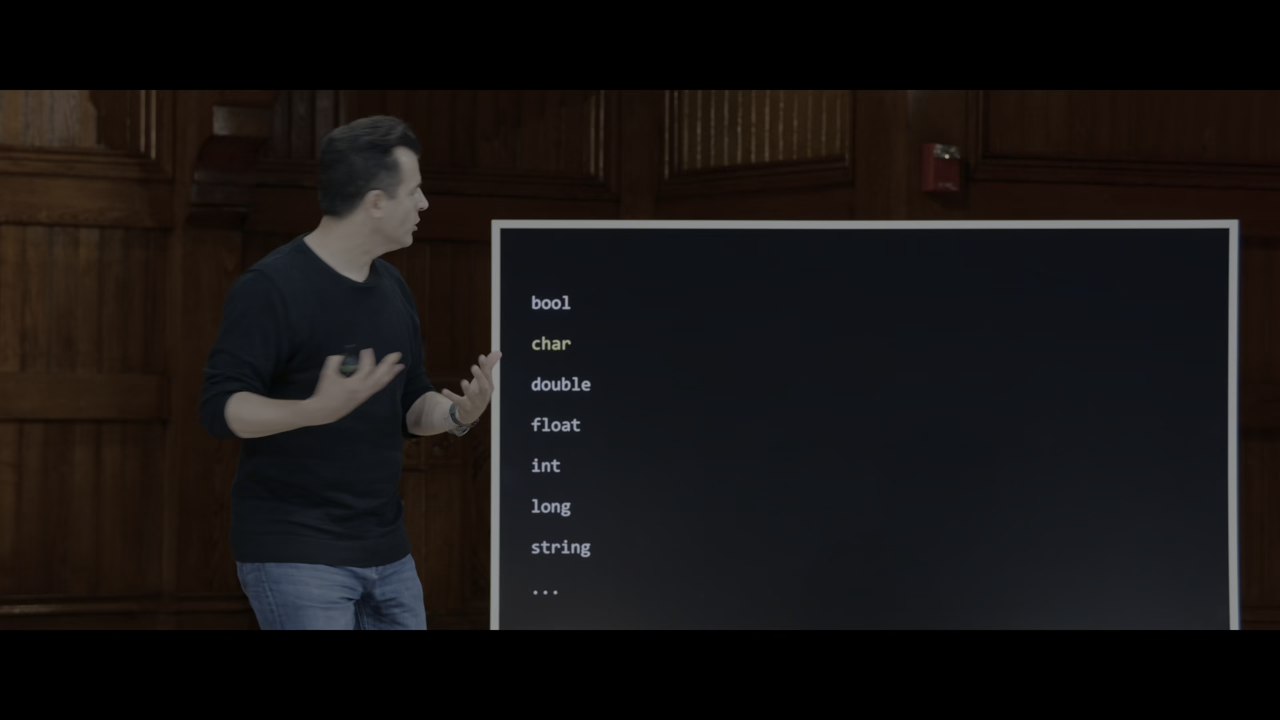 bool
char
double
float
int
long
string
...